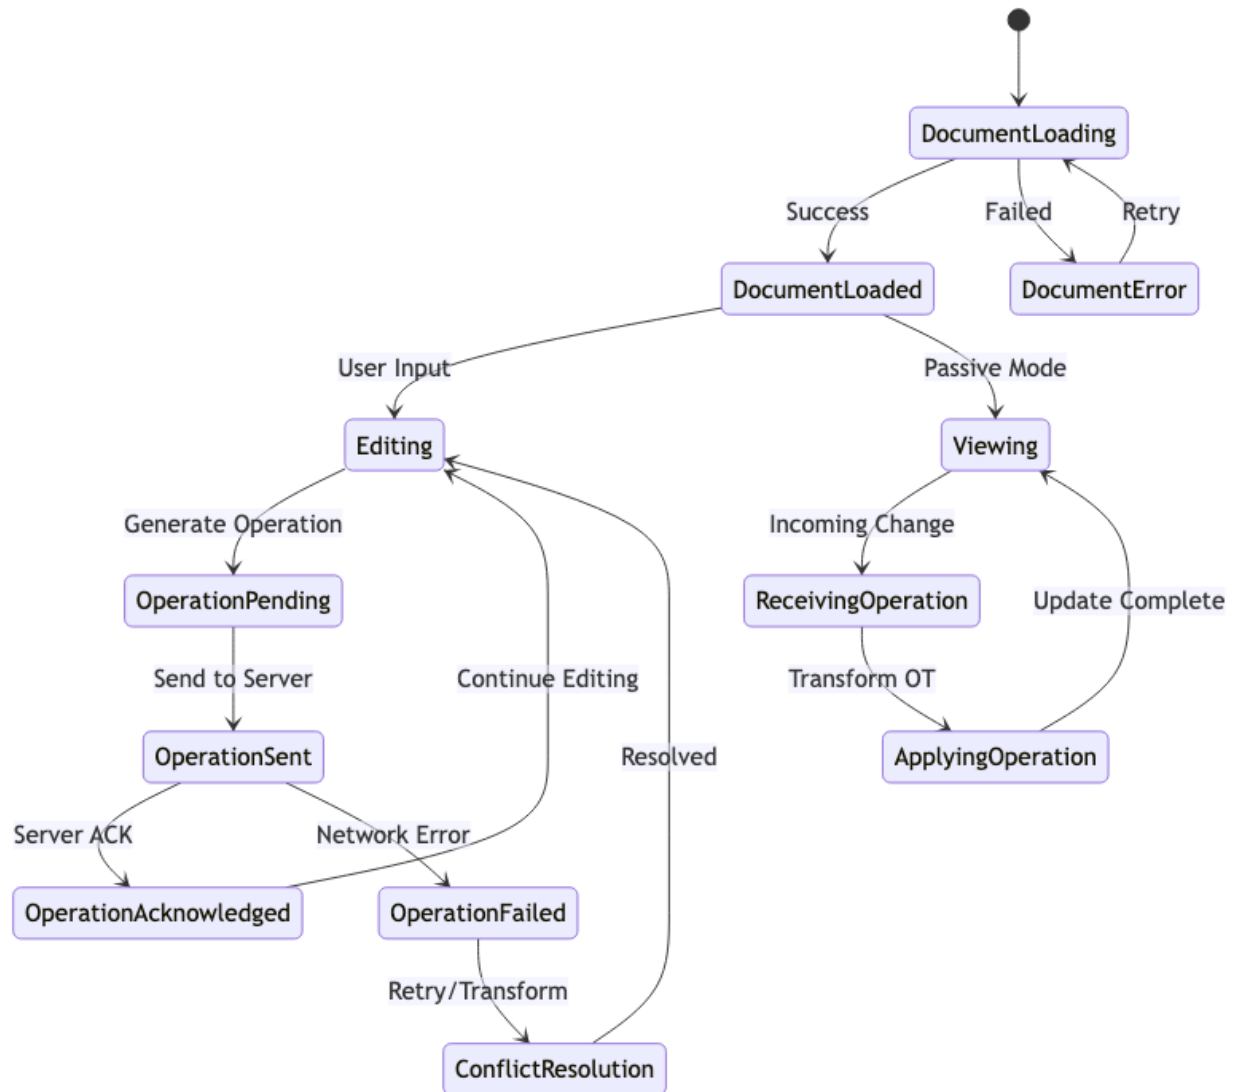 DocumentLoading
Success
Failed
Retry
DocumentLoaded
DocumentError
User Input
Passive Mode
Editing
Viewing
Generate Operation
Incoming Change
OperationPending
ReceivingOperation
Update Complete
Send to Server
Continue Editing
Transform OT
OperationSent
Resolved
ApplyingOperation
Server ACK
Network Error
OperationAcknowledged
OperationFailed
Retry/Transform
ConflictResolution